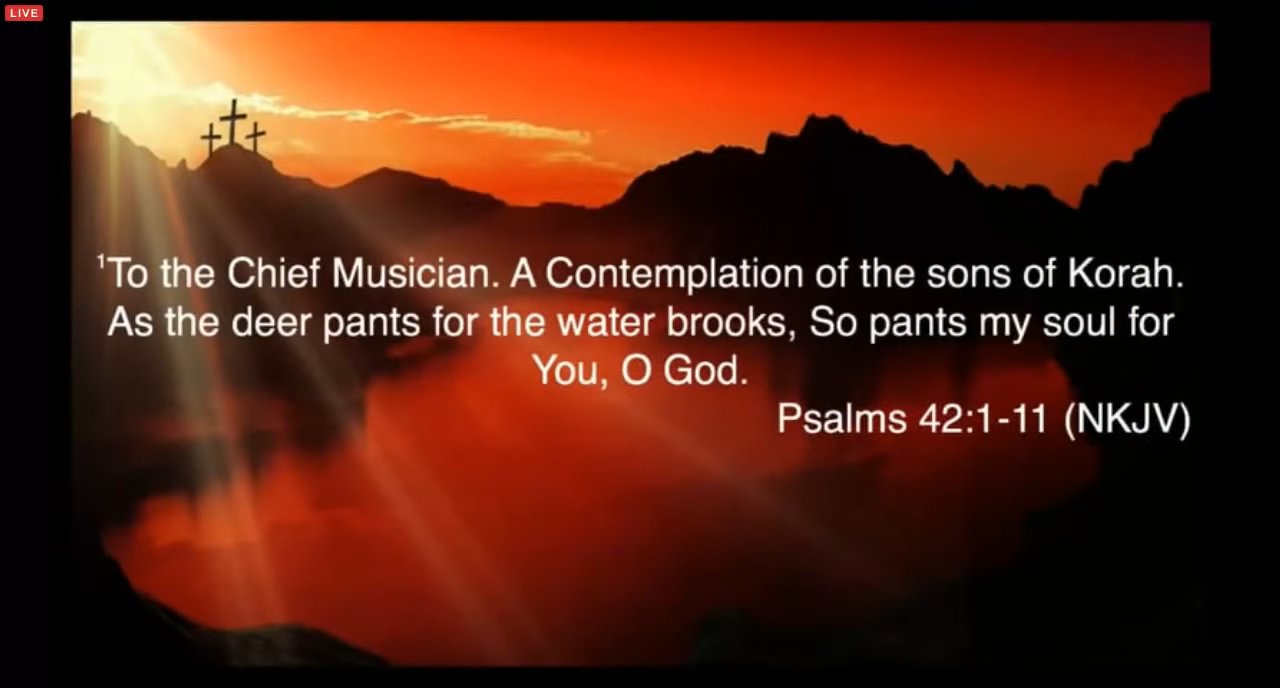 LIVE
¹To the Chief Musician. A Contemplation of the sons of Korah.
As the deer pants for the water brooks, So pants my soul for
You, O God.
Psalms 42:1-11 (NKJV)